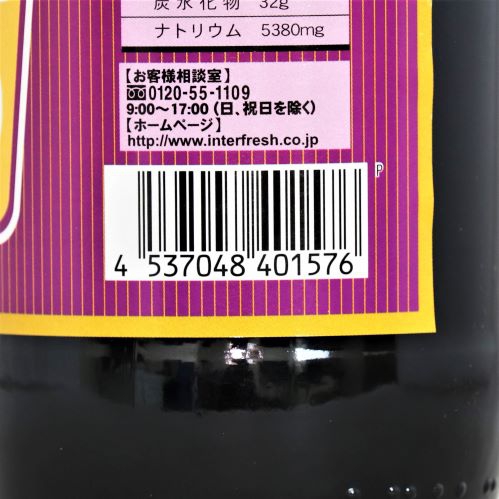 炭水化物 32g
ナトリウム 5380mg
【お客様相談室】
0120-55-1109
9:00〜17:00（日、祝日を除く）
【ホームページ】
http://www.interfresh.co.jp
P
4 537048 401576